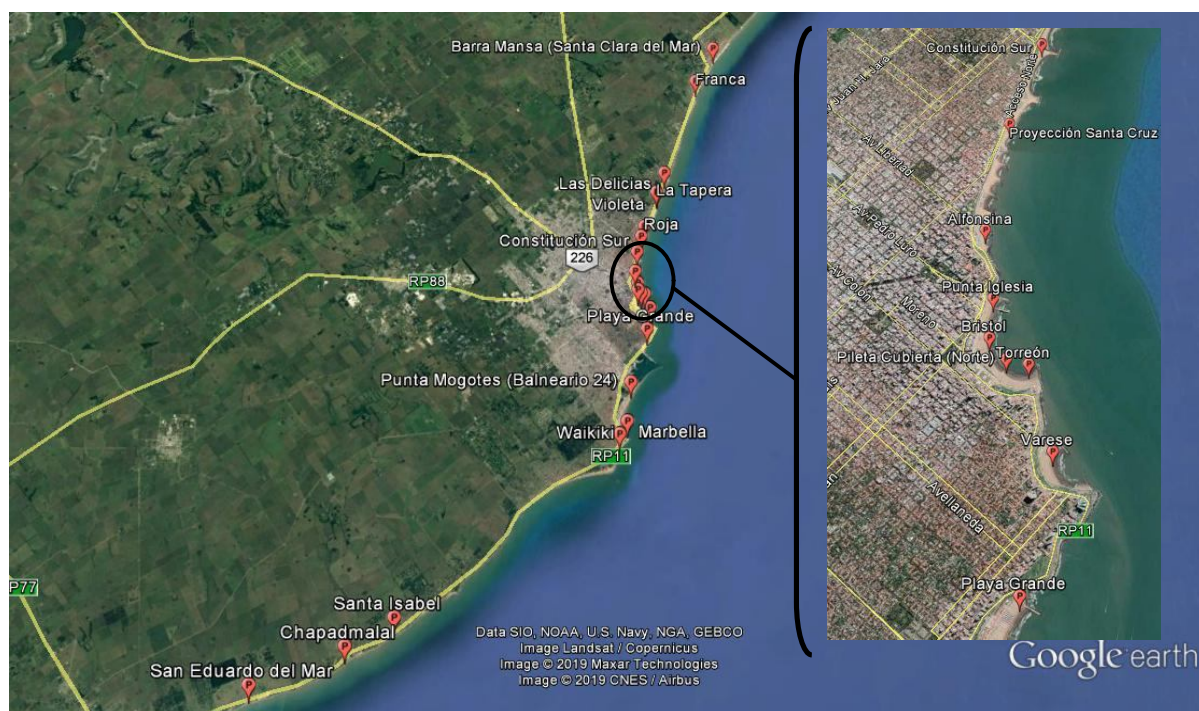 Barra Mansa (Santa Clara del Mar)
Franca
Las Delicias
La Tapera
Violeta
Roja
Constitución Sur
226
RP88
Playa Grande
Punta Mogotes (Balneario 24)
Waikiki
Marbella
RP11
Santa Isabel
Chapadmalal
San Eduardo del Mar
Data SIO, NOAA, U.S. Navy, NGA, GEBCO
Image Landsat / Copernicus
Image © 2019 Maxar Technologies
Image © 2019 CNES / Airbus
Constitución Sur
Acceso Norte
Proyección Santa Cruz
Av Libertad
Alfonsina
Av Pedro Luro
Punta Iglesia
Av Colón
Moreno
Bristol
Pileta Cubierta (Norte)
Torreón
Varese
Avellaneda
RP11
Playa Grande
Google earth